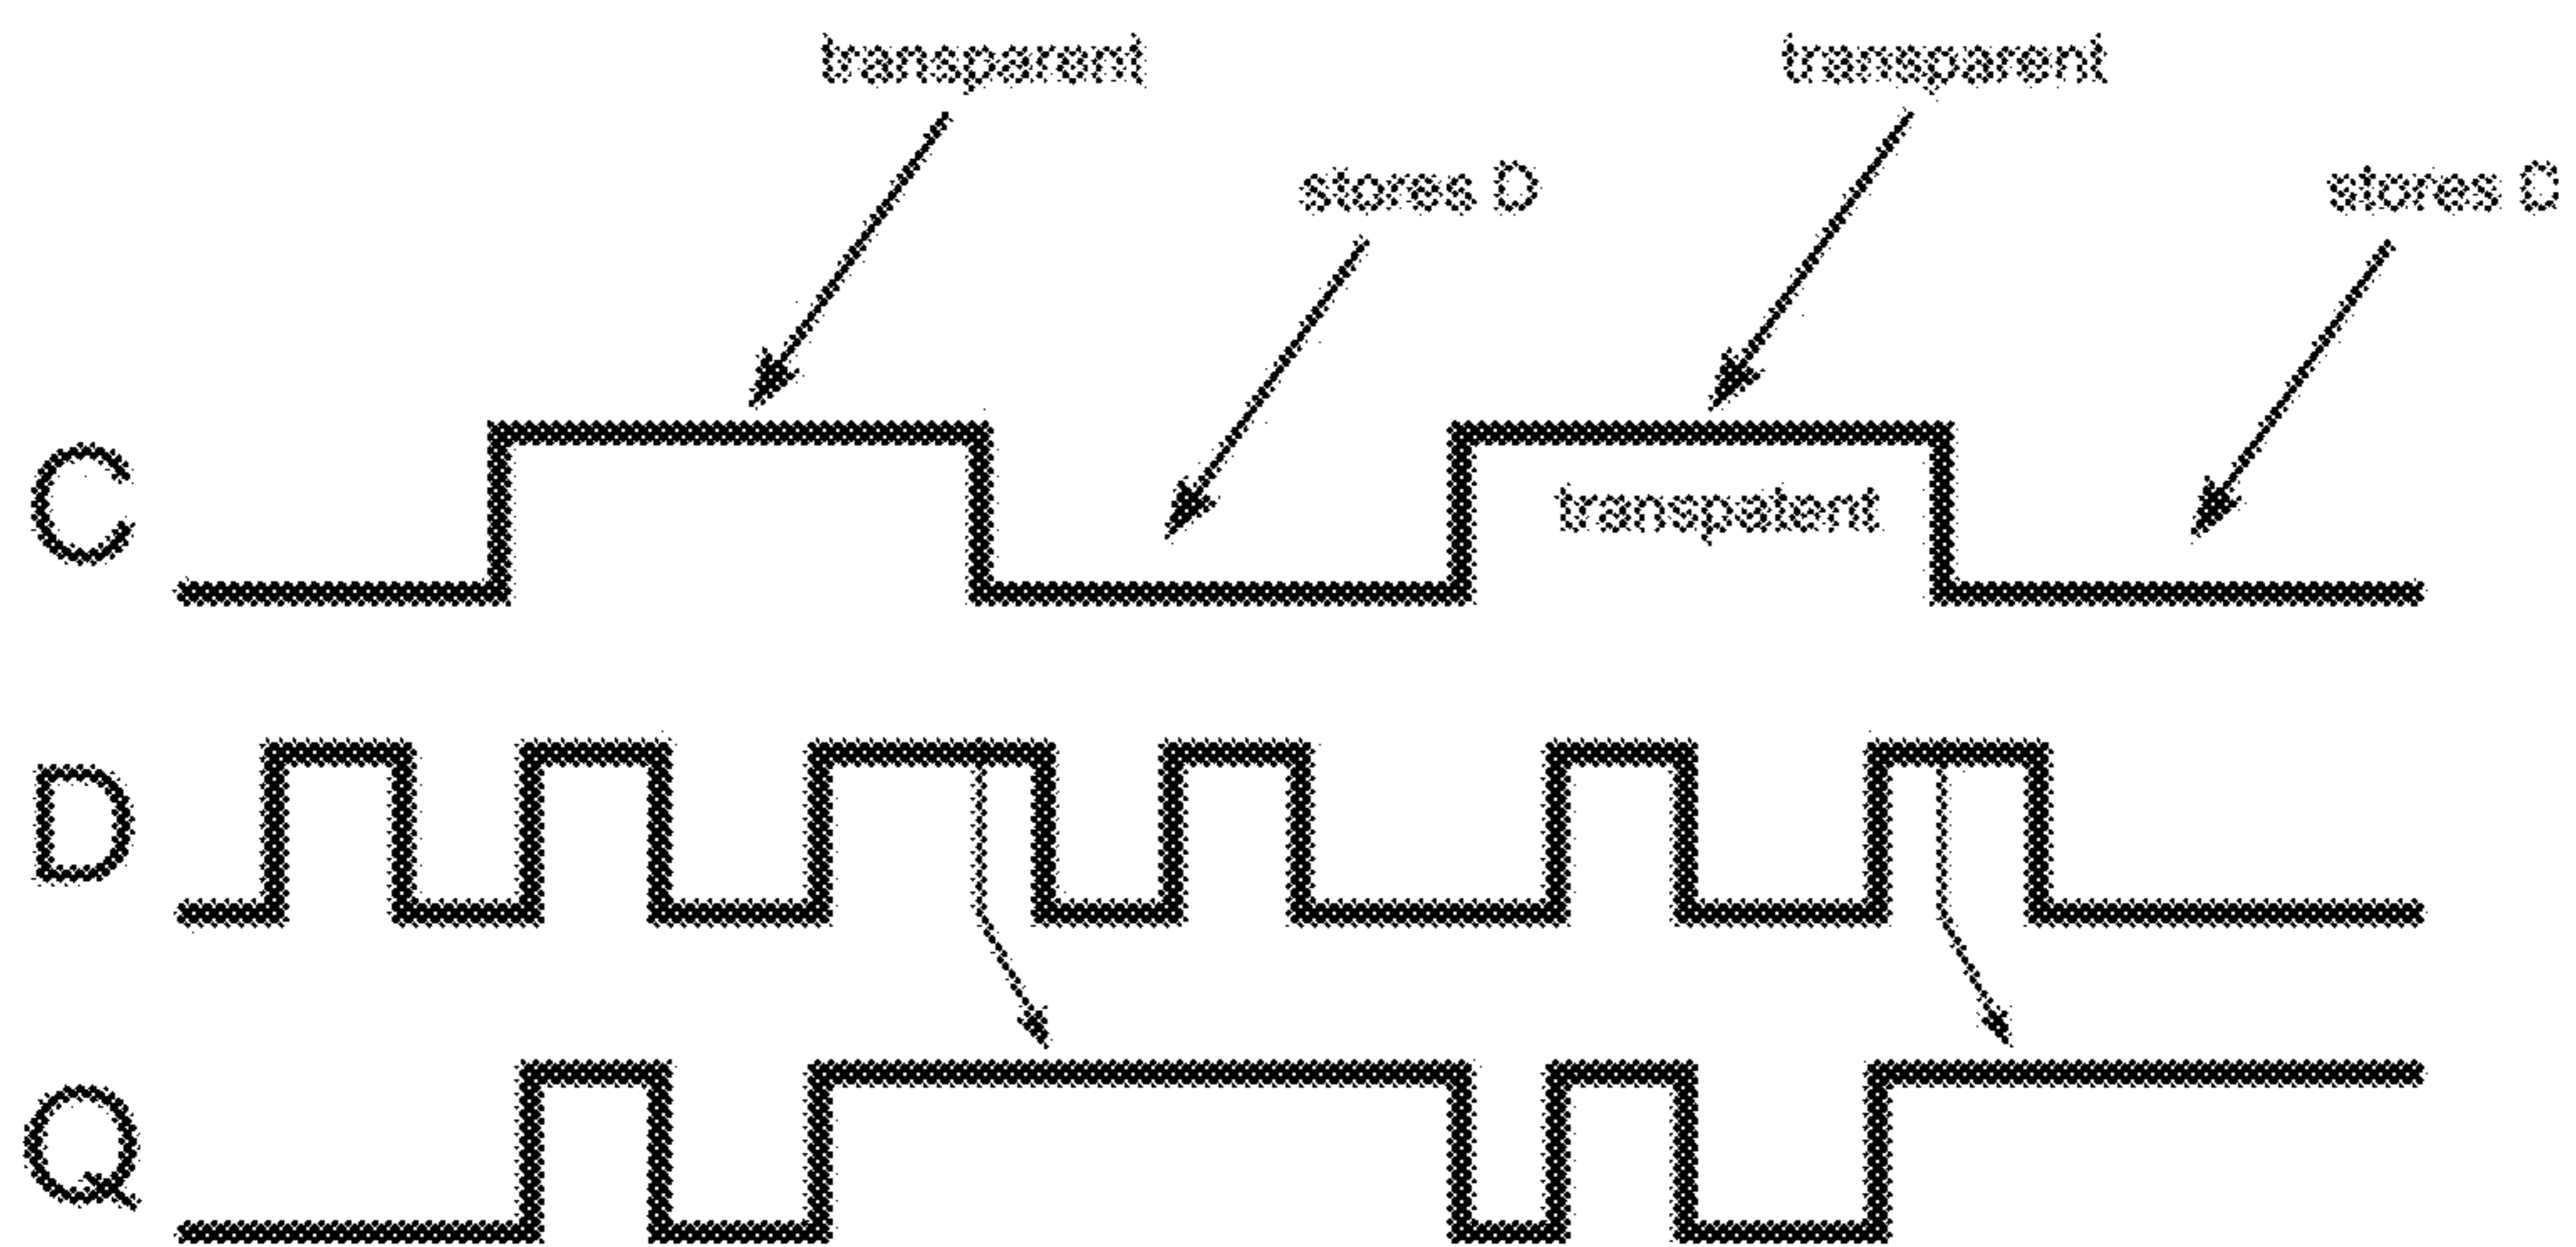 transparent transparent
stores D stores D
C transpatent
D
Q